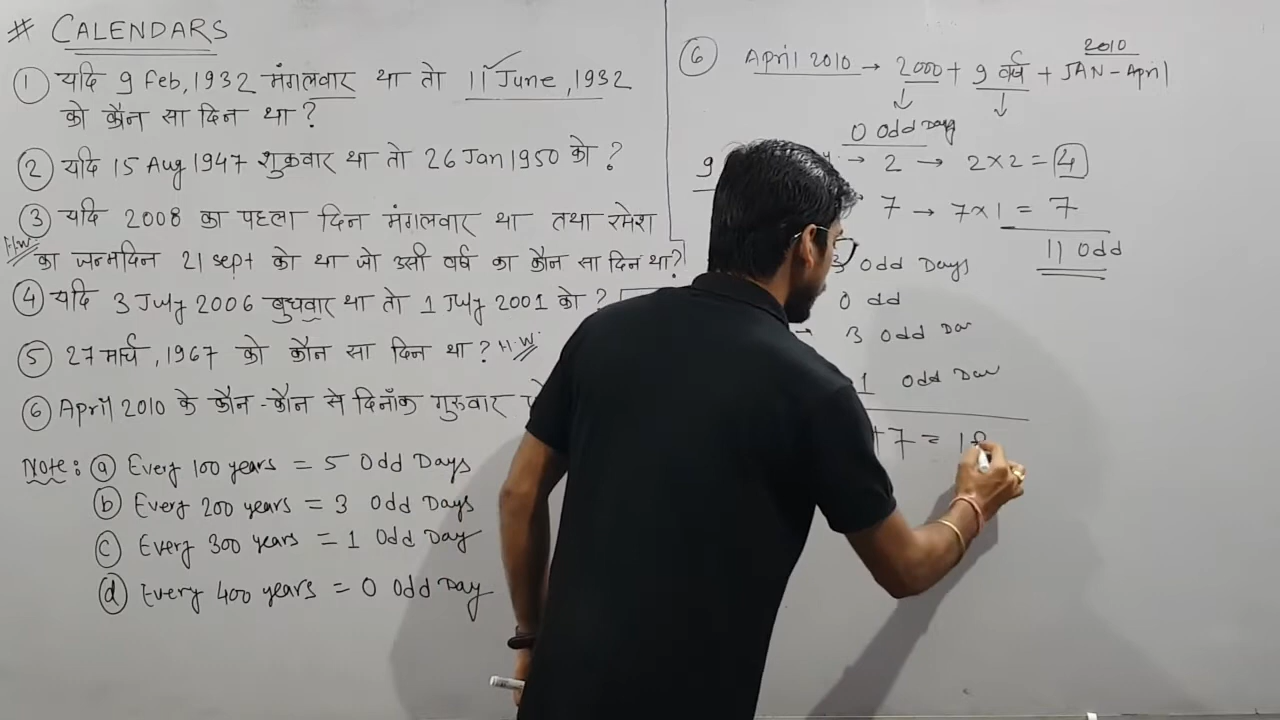 # CALENDARS
① यदि 9 Feb, 1932 मंगलवार था तो 11 June, 1932
को कौन सा दिन था ?
② यदि 15 Aug 1947 शुक्रवार था तो 26 Jan 1950 को ?
③ यदि 2008 का पहला दिन मंगलवार था तथा रमेश
H.W.
का जन्मदिन 21 Sept को था जो उसी वर्ष का कौन सा दिन था?
④ यदि 3 July 2006 बुधवार था तो 1 July 2001 को ?
⑤ 27 मार्च, 1967 को कौन सा दिन था ? H.W.
⑥ April 2010 के कौन-कौन से दिनाँक गुरुवार
Note: ⓐ Every 100 years = 5 Odd Days
ⓑ Every 200 years = 3 Odd Days
ⓒ Every 300 years = 1 Odd Day
ⓓ Every 400 years = 0 Odd Day
⑥ April 2010 → 2000 + 9 वर्ष + JAN - April
2010
0 Odd Days
9
→ 2 → 2 × 2 = 4
7 → 7 × 1 = 7
11 Odd
3 Odd Days
0 dd
3 Odd Day
1 Odd Day
+ 7 = 18